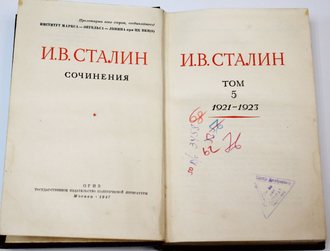 Пролетарии всех стран, соединяйтесь!
ИНСТИТУТ МАРКСА—ЭНГЕЛЬСА—ЛЕНИНА при ЦК ВКП(б)
И.В.СТАЛИН
СОЧИНЕНИЯ
ОГИЗ
ГОСУДАРСТВЕННОЕ ИЗДАТЕЛЬСТВО ПОЛИТИЧЕСКОЙ ЛИТЕРАТУРЫ
Москва • 1947
И.В.СТАЛИН
ТОМ
5
1921–1923